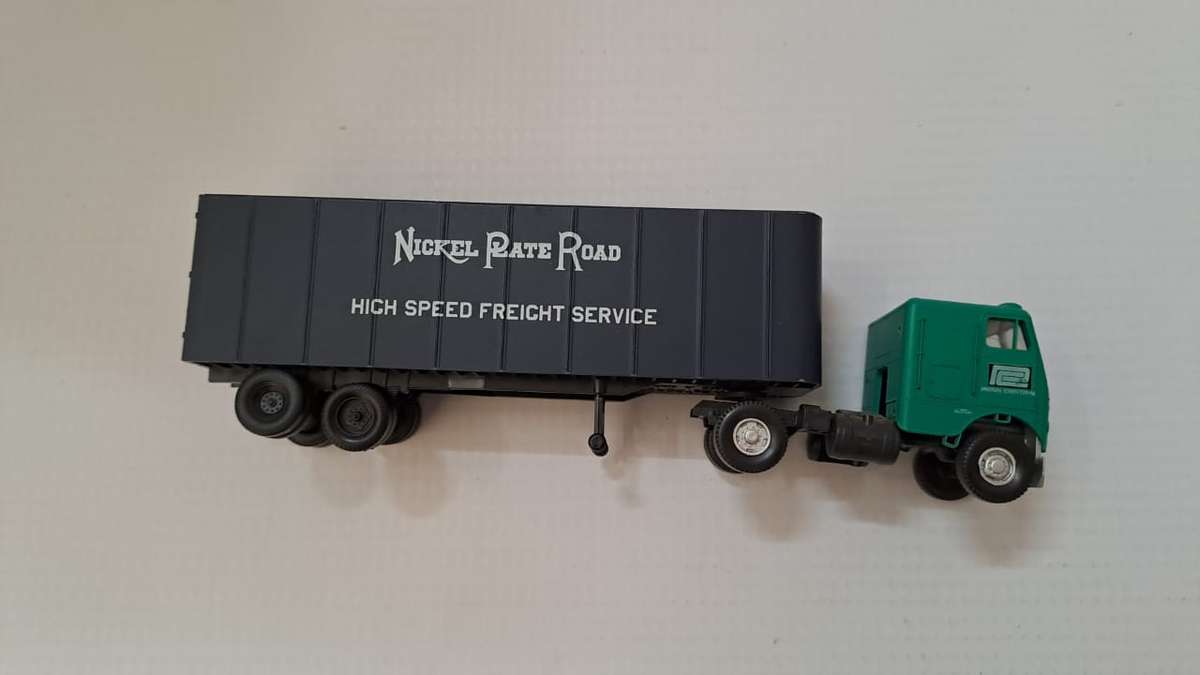 NICKEL PLATE ROAD
HIGH SPEED FREIGHT SERVICE